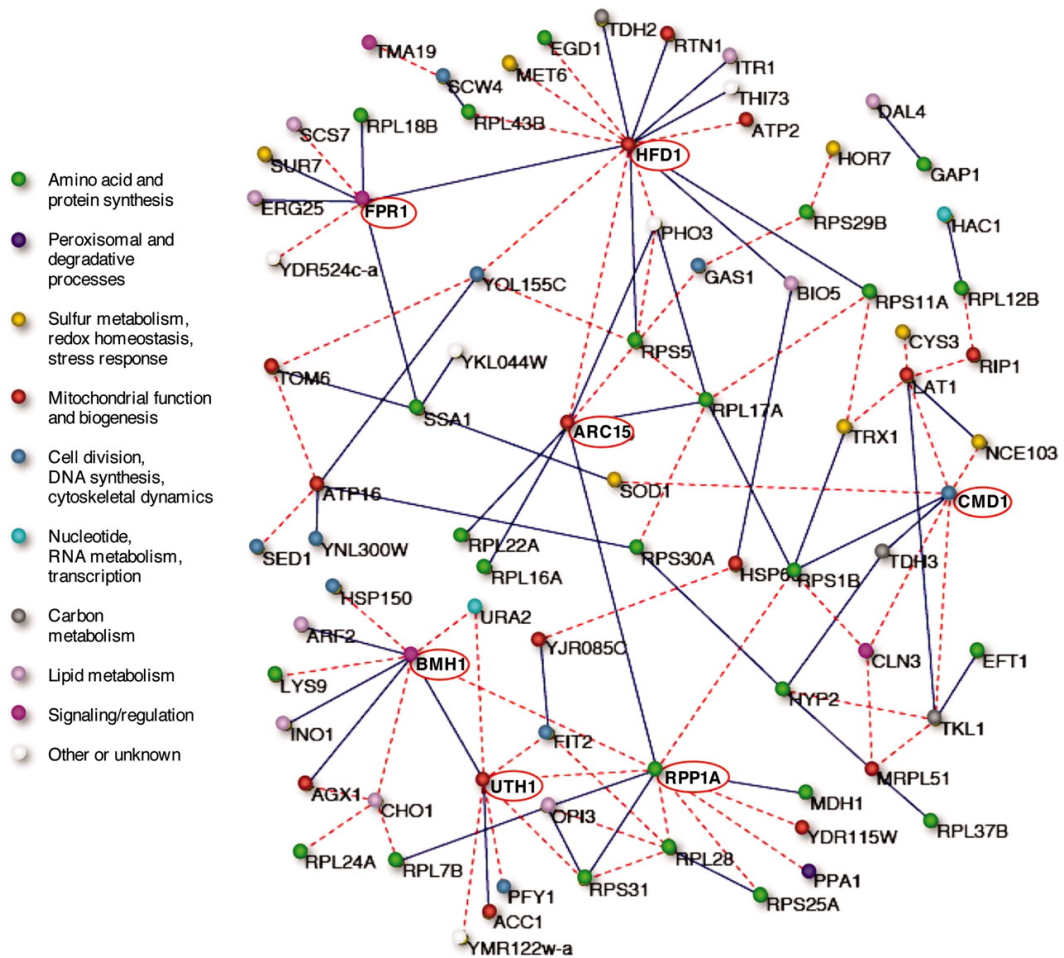 Amino acid and
protein synthesis
Peroxisomal and
degradative
processes
Sulfur metabolism,
redox homeostasis,
stress response
Mitochondrial function
and biogenesis
Cell division,
DNA synthesis,
cytoskeletal dynamics
Nucleotide,
RNA metabolism,
transcription
Carbon
metabolism
Lipid metabolism
Signaling/regulation
Other or unknown
TDH2
RTN1
EGD1
TMA19
ITR1
MET6
SCW4
THI73
DAL4
RPL43B
RPL18B
ATP2
SCS7
HFD1
HOR7
SUR7
GAP1
ERG25
FPR1
RPS29B
HAC1
PHO3
YDR524c-a
GAS1
YOL155C
BIO5
RPS11A
RPL12B
CYS3
RPS5
YKL044W
RIP1
TOM6
LAT1
SSA1
RPL17A
ARC15
TRX1
NCE103
SOD1
ATP16
CMD1
RPL22A
SED1
YNL300W
RPS30A
TDH3
RPL16A
RPS1B
HSP150
URA2
ARF2
YJR085C
BMH1
CLN3
EFT1
LYS9
HYP2
INO1
TKL1
FIT2
UTH1
RPP1A
MRPL51
AGX1
CHO1
OPI3
MDH1
RPL37B
YDR115W
RPL24A
RPL7B
RPL28
RPS31
PPA1
PFY1
RPS25A
ACC1
YMR122w-a